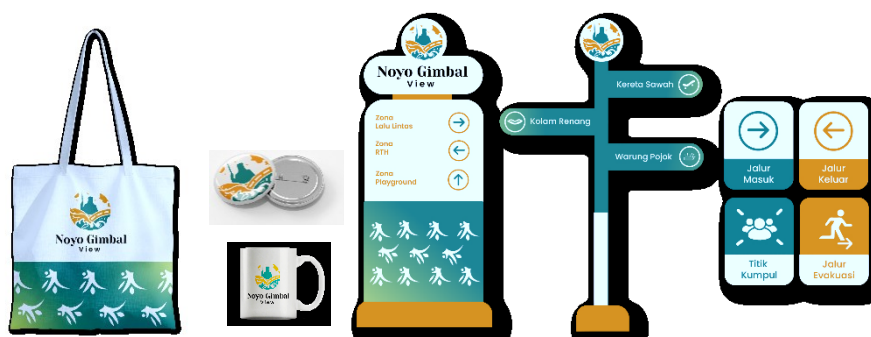 Noyo Gimbal
View
Noyo Gimbal
View
Noyo Gimbal
View
Zona
Lalu Lintas
Zona
RTH
Zona
Playground
Kereta Sawah
Kolam Renang
Warung Pojok
Jalur
Masuk
Jalur
Keluar
Titik
Kumpul
Jalur
Evakuasi